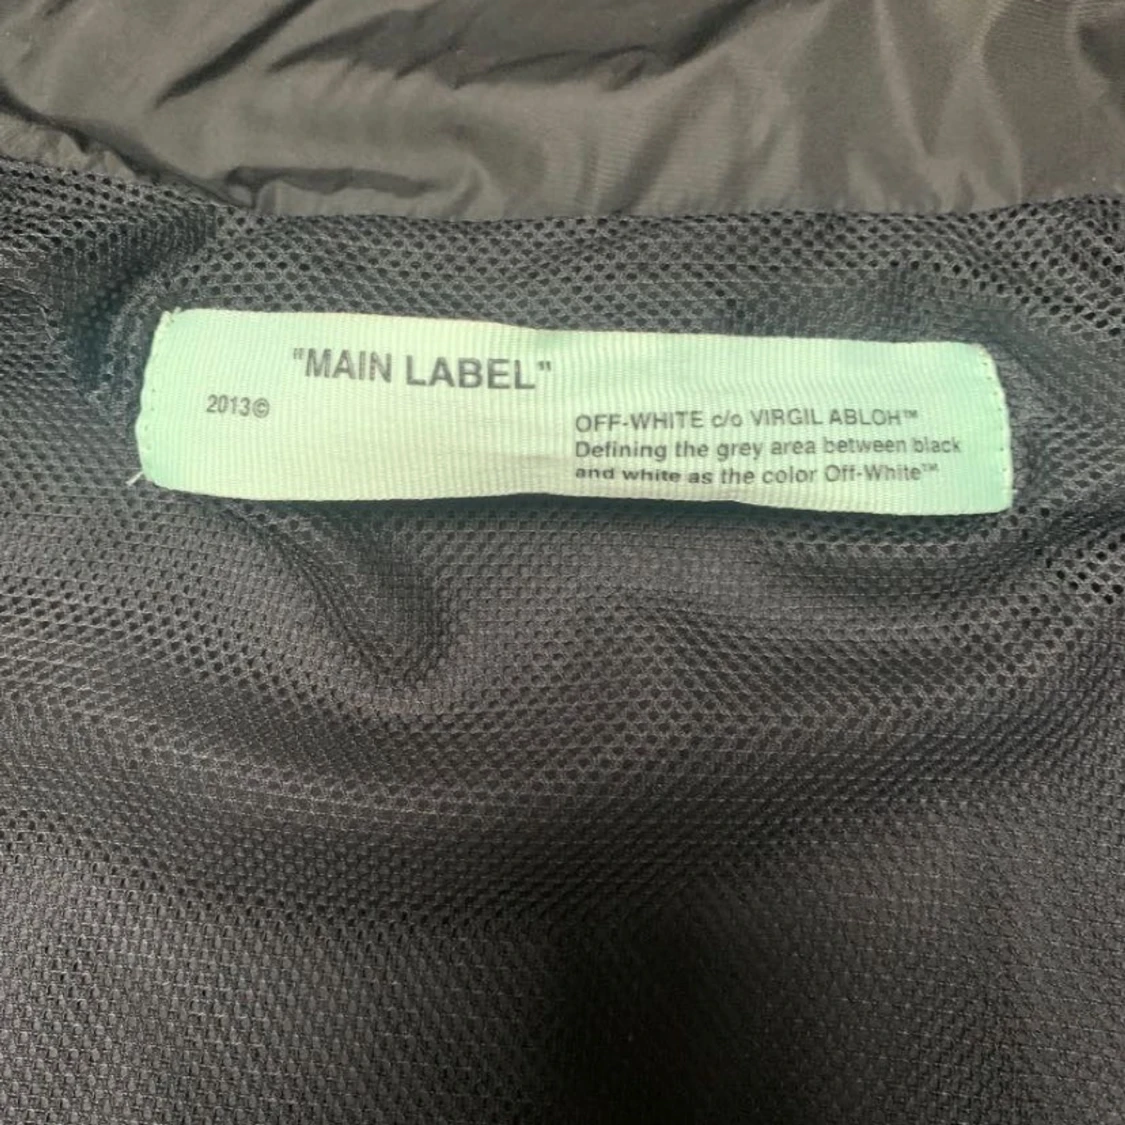 "MAIN LABEL"
2013©
OFF-WHITE c/o VIRGIL ABLOH™
Defining the grey area between black
and white as the color Off-White™